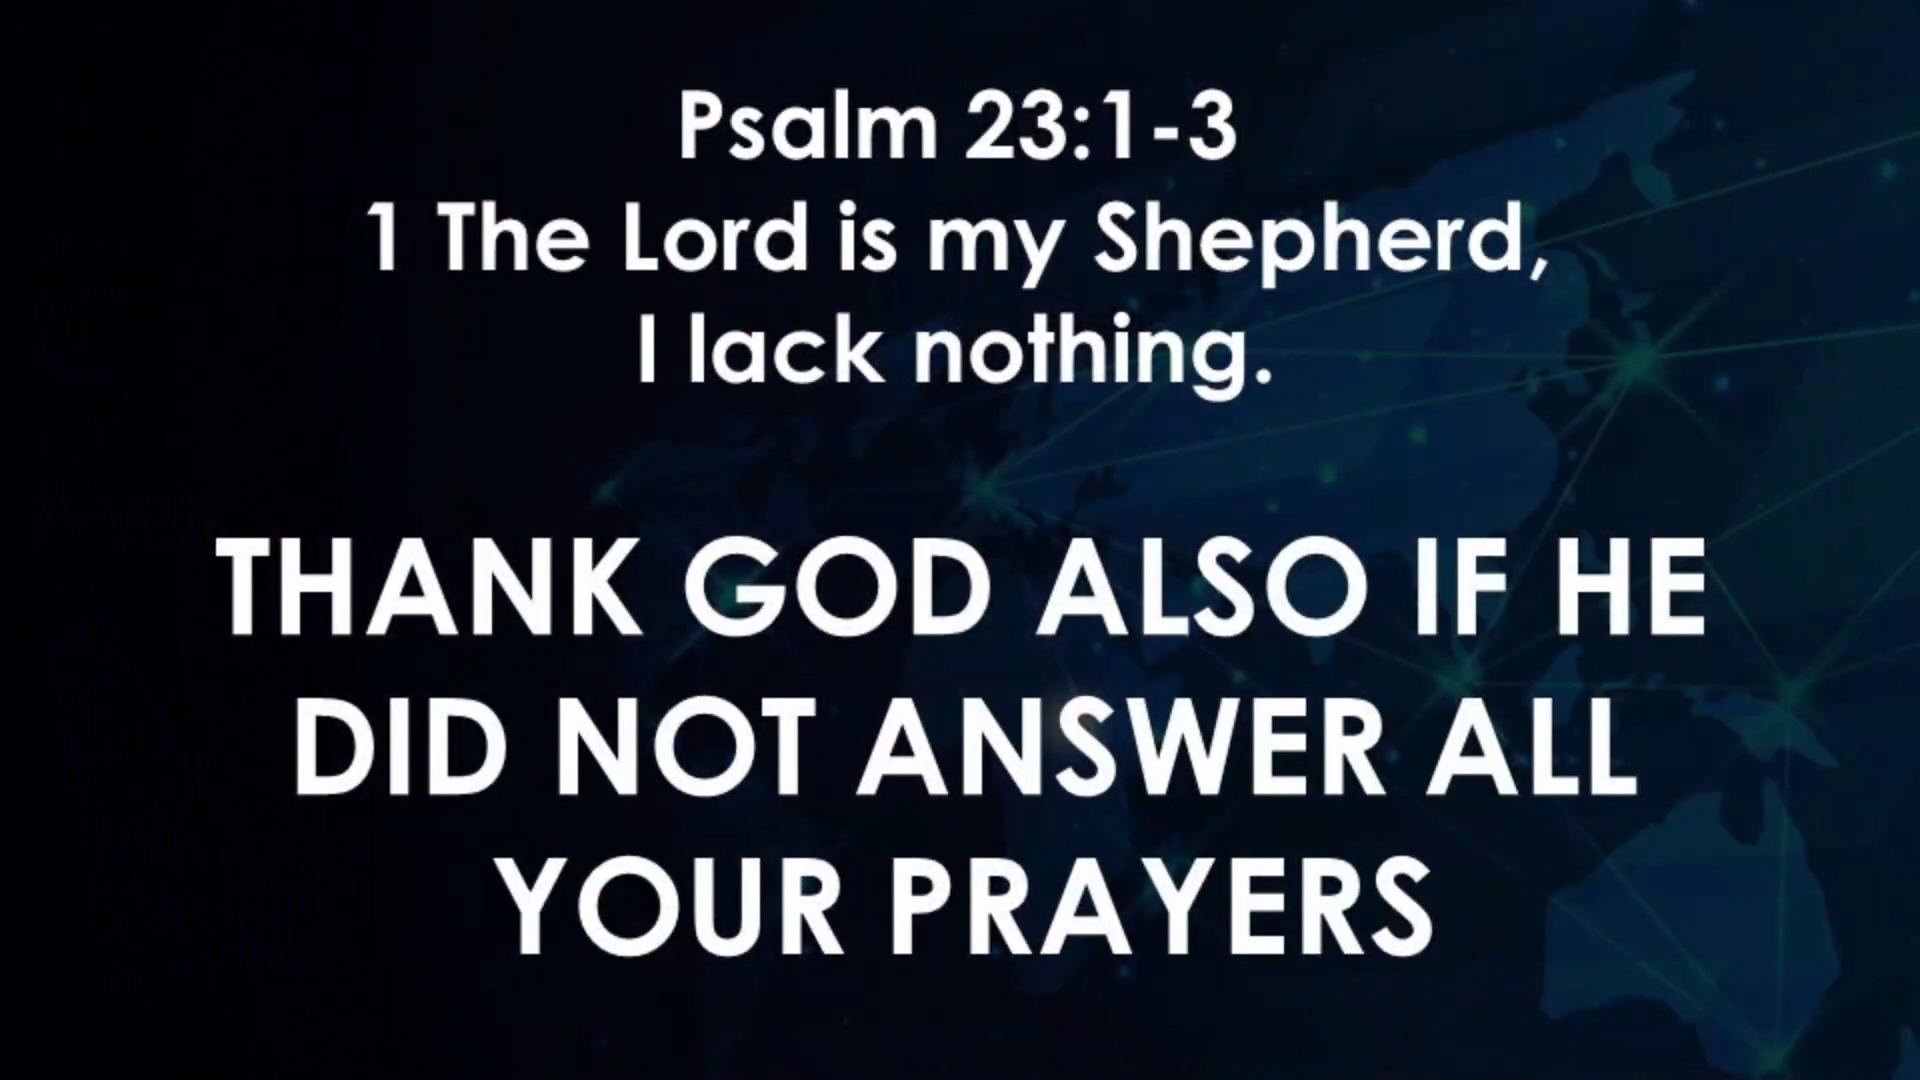 Psalm 23:1-3
1 The Lord is my Shepherd,
I lack nothing.
THANK GOD ALSO IF HE
DID NOT ANSWER ALL
YOUR PRAYERS